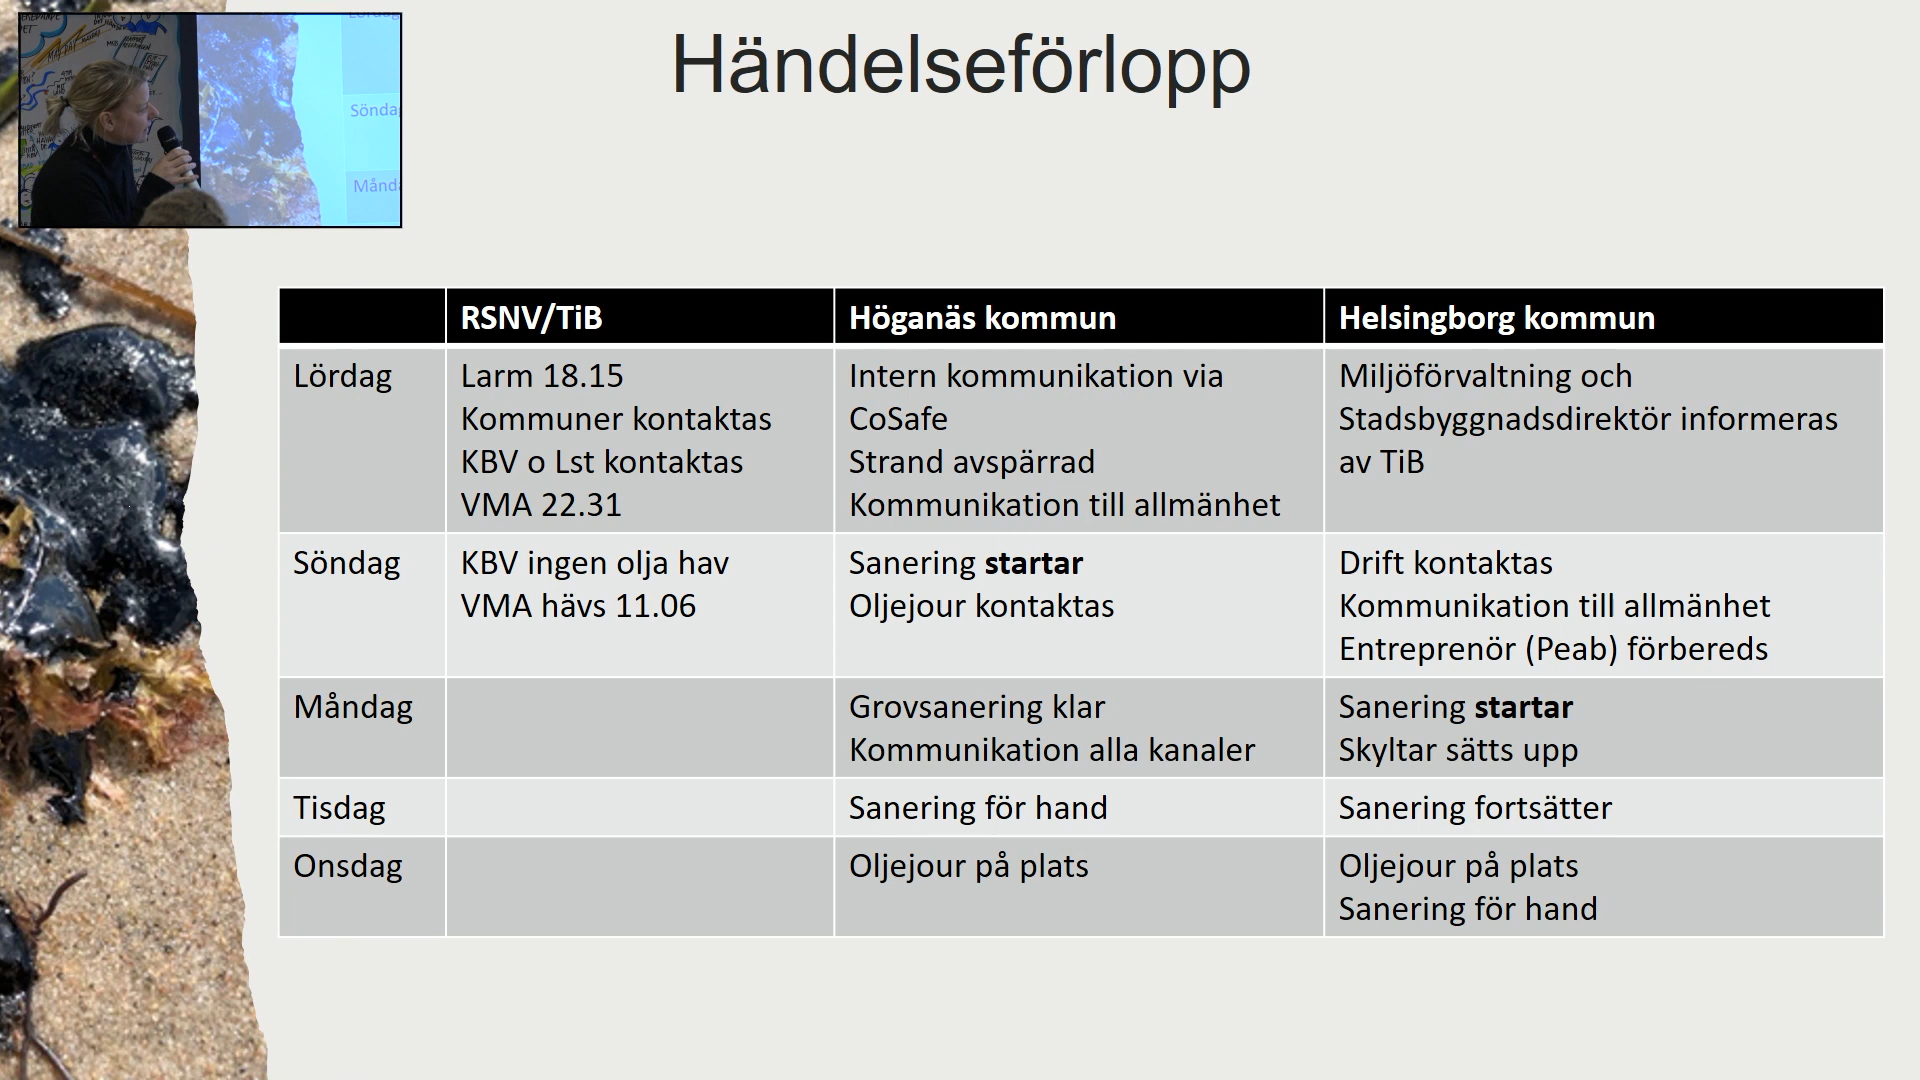 Händelseförlopp
Söndag
RSNV/TiB
Höganäs kommun
Helsingborg kommun
Lördag
Larm 18.15
Kommuner kontaktas
KBV o Lst kontaktas
VMA 22.31
Intern kommunikation via
CoSafe
Strand avspärrad
Kommunikation till allmänhet
Miljöförvaltning och
Stadsbyggnadsdirektör informeras
av TiB
Söndag
KBV ingen olja hav
VMA hävs 11.06
Sanering startar
Oljejour kontaktas
Drift kontaktas
Kommunikation till allmänhet
Entreprenör (Peab) förbereds
Måndag
Grovsanering klar
Kommunikation alla kanaler
Sanering startar
Skyltar sätts upp
Tisdag
Sanering för hand
Sanering fortsätter
Onsdag
Oljejour på plats
Oljejour på plats
Sanering för hand